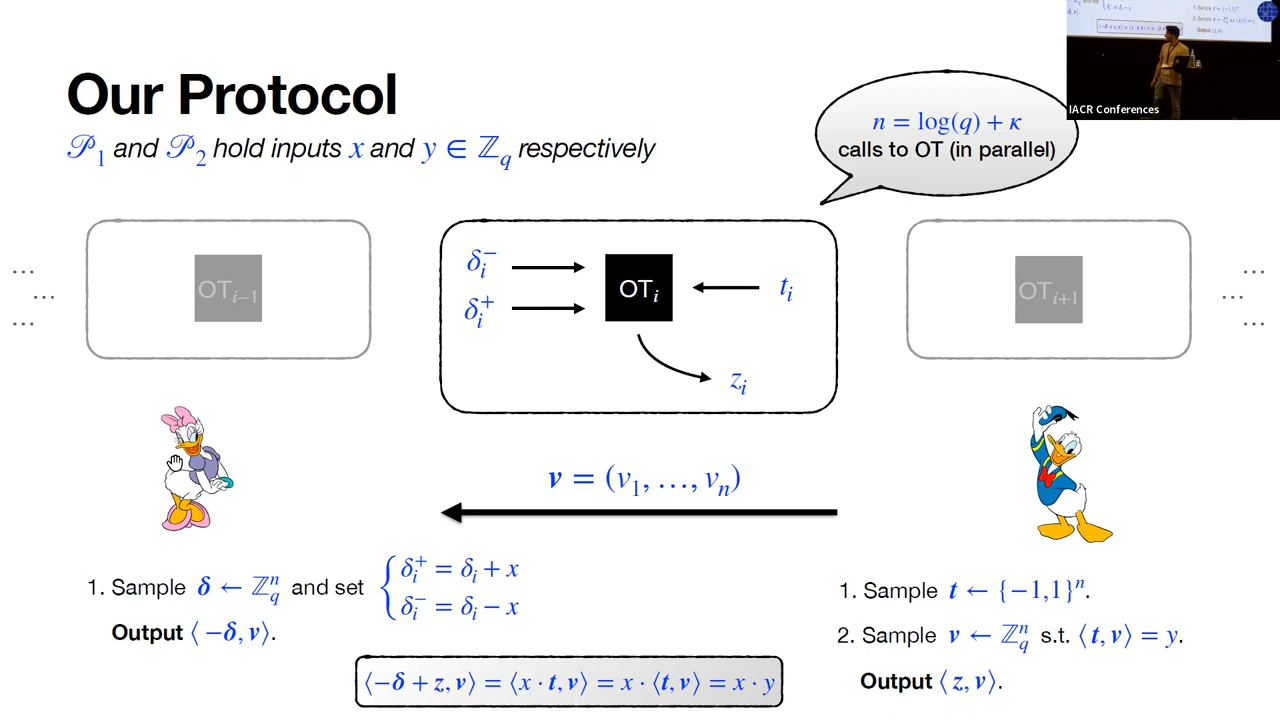 Our Protocol
𝒫₁ and 𝒫₂ hold inputs x and y ∈ ℤ_q respectively
n = log(q) + κ
calls to OT (in parallel)
IACR Conferences
OT_{i−1}
δ_i^−
δ_i^+
OT_i
t_i
z_i
OT_{i+1}
...
...
...
...
...
...
v = (v₁, …, v_n)
1. Sample δ ← ℤ_q^n and set { δ_i^+ = δ_i + x
δ_i^− = δ_i − x
Output ⟨−δ, v⟩.
1. Sample t ← {−1,1}^n.
2. Sample v ← ℤ_q^n s.t. ⟨t, v⟩ = y.
Output ⟨z, v⟩.
⟨−δ + z, v⟩ = ⟨x · t, v⟩ = x · ⟨t, v⟩ = x · y